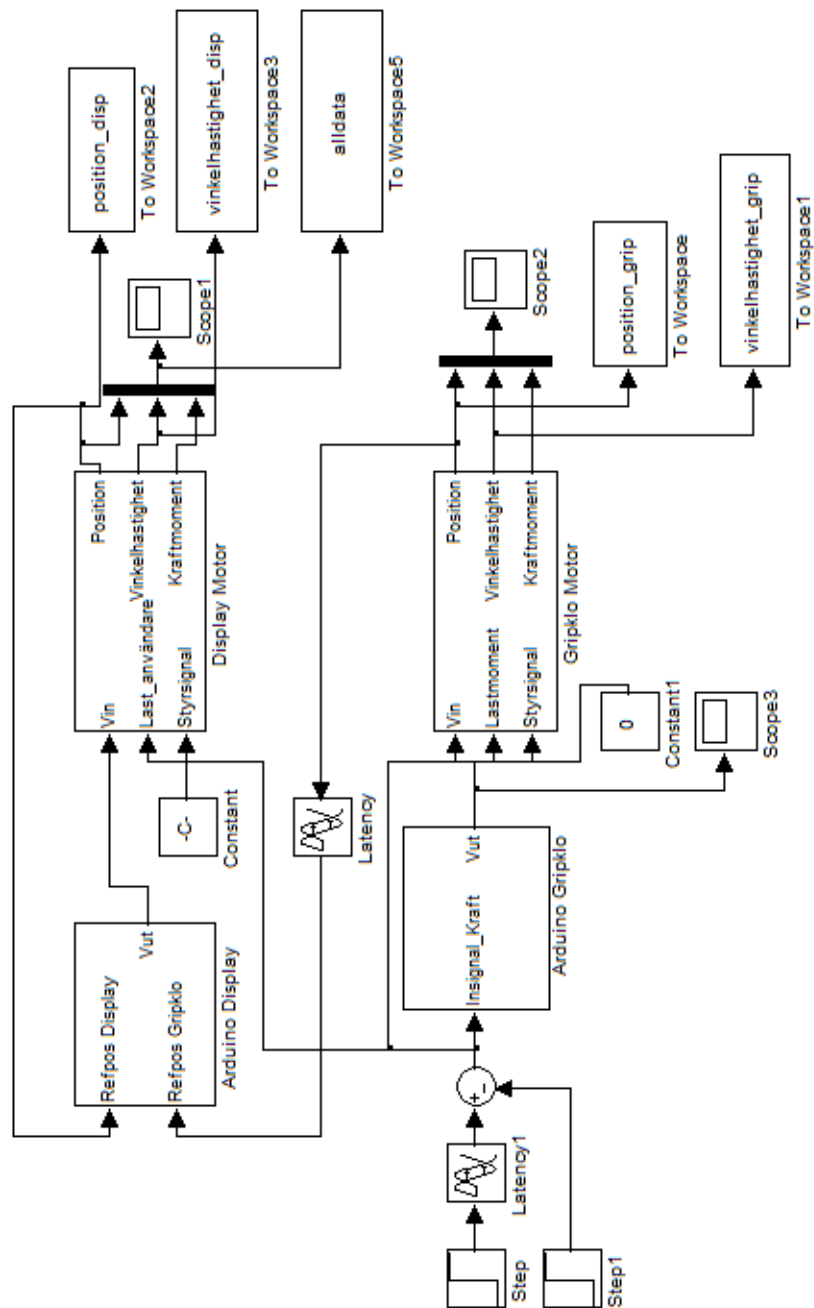 position_disp
To Workspace2
vinkelhastighet_disp
To Workspace3
alldata
To Workspace5
Scope1
Refpos Display
Refpos Gripklo
Vut
Arduino Display
Vin
Last_användare
Styrsignal
Position
Vinkelhastighet
Kraftmoment
Display Motor
-C-
Constant
Latency
Scope2
position_grip
To Workspace
vinkelhastighet_grip
To Workspace1
Step
Step1
Latency1
+
-
Insignal_Kraft
Vut
Arduino Gripklo
Vin
Lastmoment
Styrsignal
Position
Vinkelhastighet
Kraftmoment
Gripklo Motor
0
Constant1
Scope3